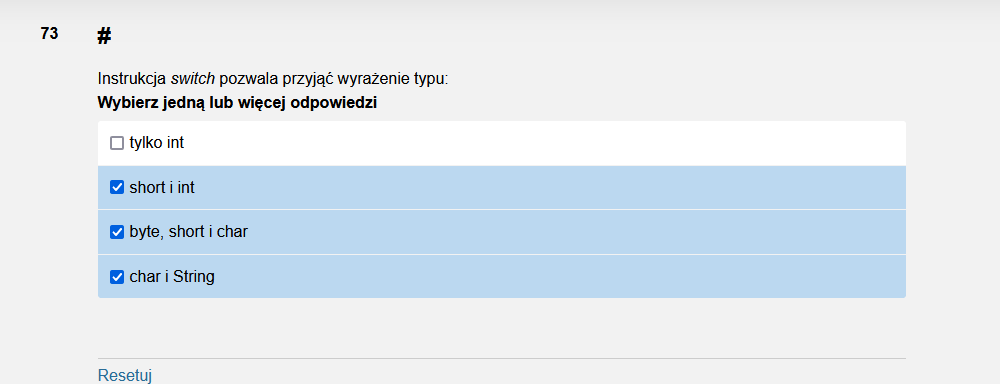 73
#
Instrukcja switch pozwala przyjąć wyrażenie typu:
Wybierz jedną lub więcej odpowiedzi
tylko int
short i int
byte, short i char
char i String
Resetuj